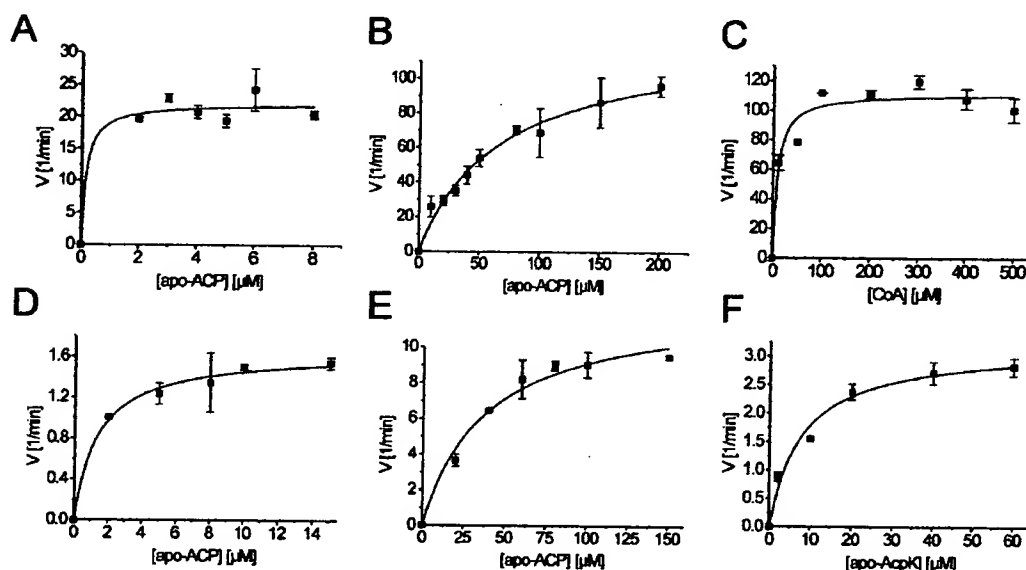 A
V [1/min]
30
25
20
15
10
5
0
0 2 4 6 8
[apo-ACP] [µM]
B
V [1/min]
100
80
60
40
20
0
0 50 100 150 200
[apo-ACP] [µM]
C
V [1/min]
120
100
80
60
40
20
0
0 100 200 300 400 500
[CoA] [µM]
D
V [1/min]
1.6
1.2
0.8
0.4
0.0
0 2 4 6 8 10 12 14
[apo-ACP] [µM]
E
V [1/min]
10
8
6
4
2
0
0 25 50 75 100 125 150
[apo-ACP] [µM]
F
V [1/min]
3.0
2.5
2.0
1.5
1.0
0.5
0.0
0 10 20 30 40 50 60
[apo-AcpK] [µM]